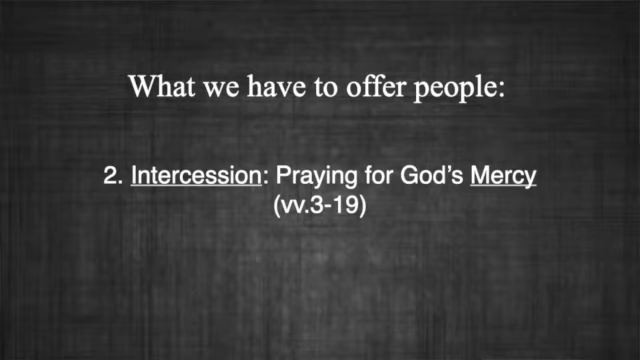 What we have to offer people:
2. Intercession: Praying for God’s Mercy
(vv.3-19)